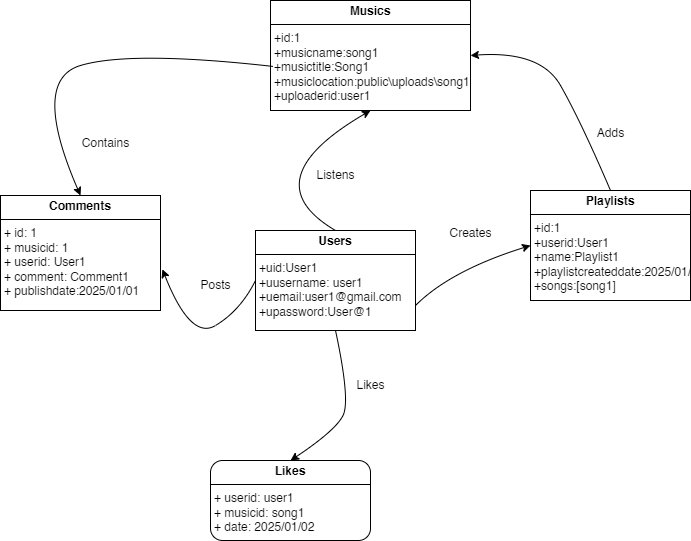 Musics
+id:1
+musicname:song1
+musictitle:Song1
+musiclocation:public\uploads\song1
+uploaderid:user1
Contains
Adds
Listens
Comments
+ id: 1
+ musicid: 1
+ userid: User1
+ comment: Comment1
+ publishdate:2025/01/01
Playlists
+id:1
+userid:User1
+name:Playlist1
+playlistcreateddate:2025/01/
+songs:[song1]
Users
+uid:User1
+uusername: user1
+uemail:user1@gmail.com
+upassword:User@1
Creates
Posts
Likes
Likes
+ userid: user1
+ musicid: song1
+ date: 2025/01/02